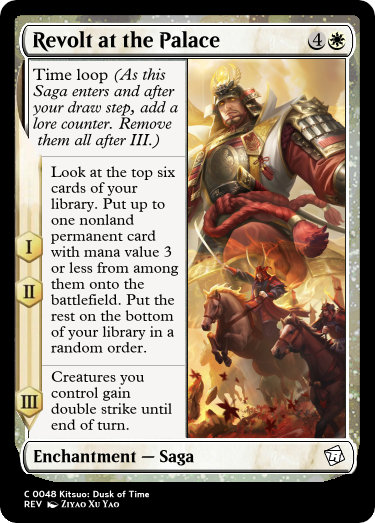 Revolt at the Palace 4
Time loop (As this
Saga enters and after
your draw step, add a
lore counter. Remove
them all after III.)
I
II
Look at the top six
cards of your
library. Put up to
one nonland
permanent card
with mana value 3
or less from among
them onto the
battlefield. Put the
rest on the bottom
of your library in a
random order.
III
Creatures you
control gain
double strike until
end of turn.
Enchantment — Saga
C 0048 Kitsuo: Dusk of Time
REV Ziyao Xu Yao